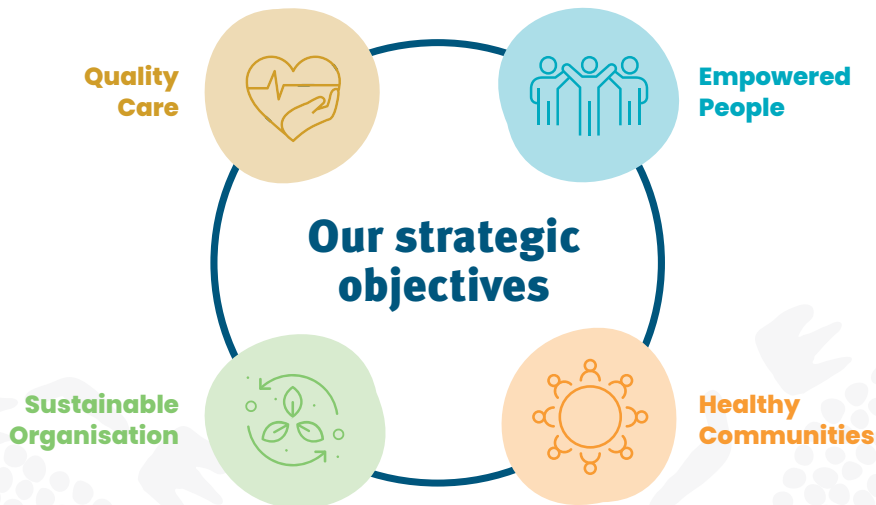 Quality
Care
Empowered
People
Our strategic
objectives
Sustainable
Organisation
Healthy
Communities